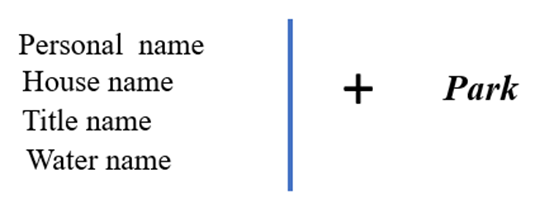 Personal name
House name
Title name
Water name
+ Park